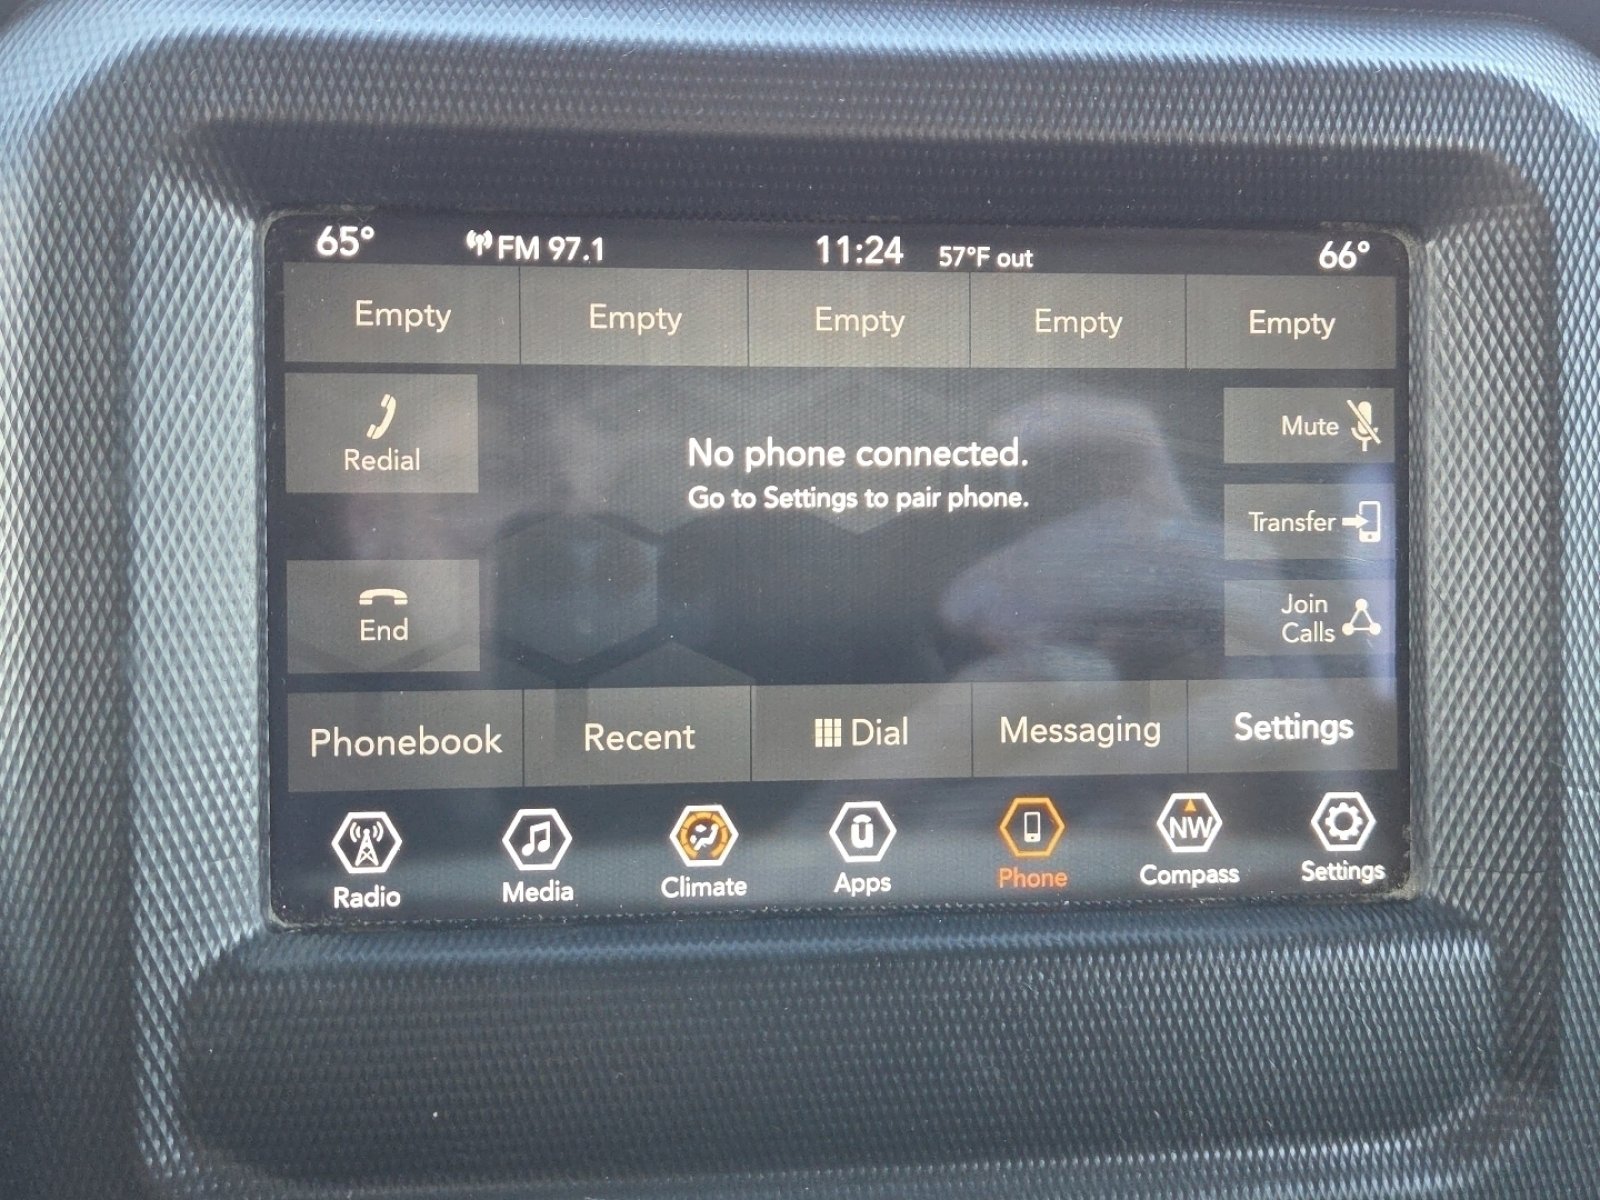 65° FM 97.1 11:24 57°F out 66°
Empty Empty Empty Empty Empty
Redial
No phone connected.
Go to Settings to pair phone.
Mute
Transfer
End
Join
Calls
Phonebook Recent Dial Messaging Settings
Radio Media Climate u Apps Phone NW Compass Settings